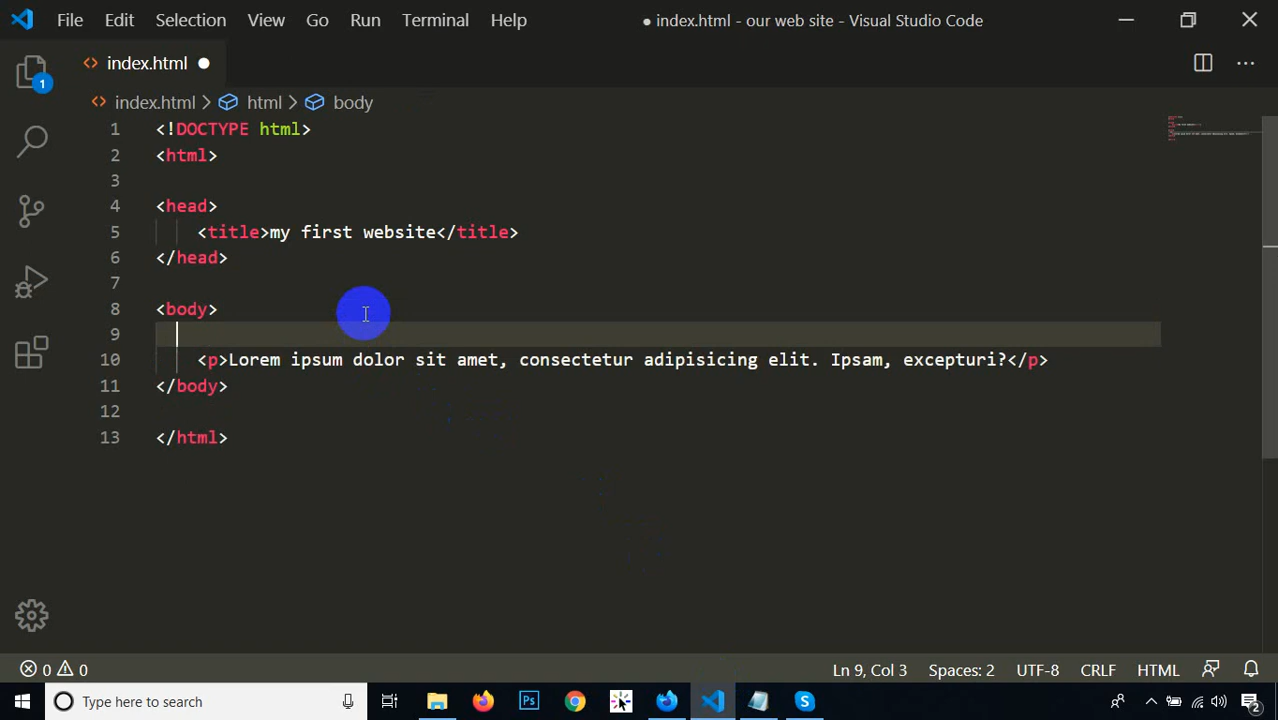 File Edit Selection View Go Run Terminal Help ● index.html - our web site - Visual Studio Code
1
index.html
index.html > html > body
1 <!DOCTYPE html>
2 <html>
3
4 <head>
5 <title>my first website</title>
6 </head>
7
8 <body>
9
10 <p>Lorem ipsum dolor sit amet, consectetur adipisicing elit. Ipsam, excepturi?</p>
11 </body>
12
13 </html>
0 0 Ln 9, Col 3 Spaces: 2 UTF-8 CRLF HTML
Type here to search Ps S 2